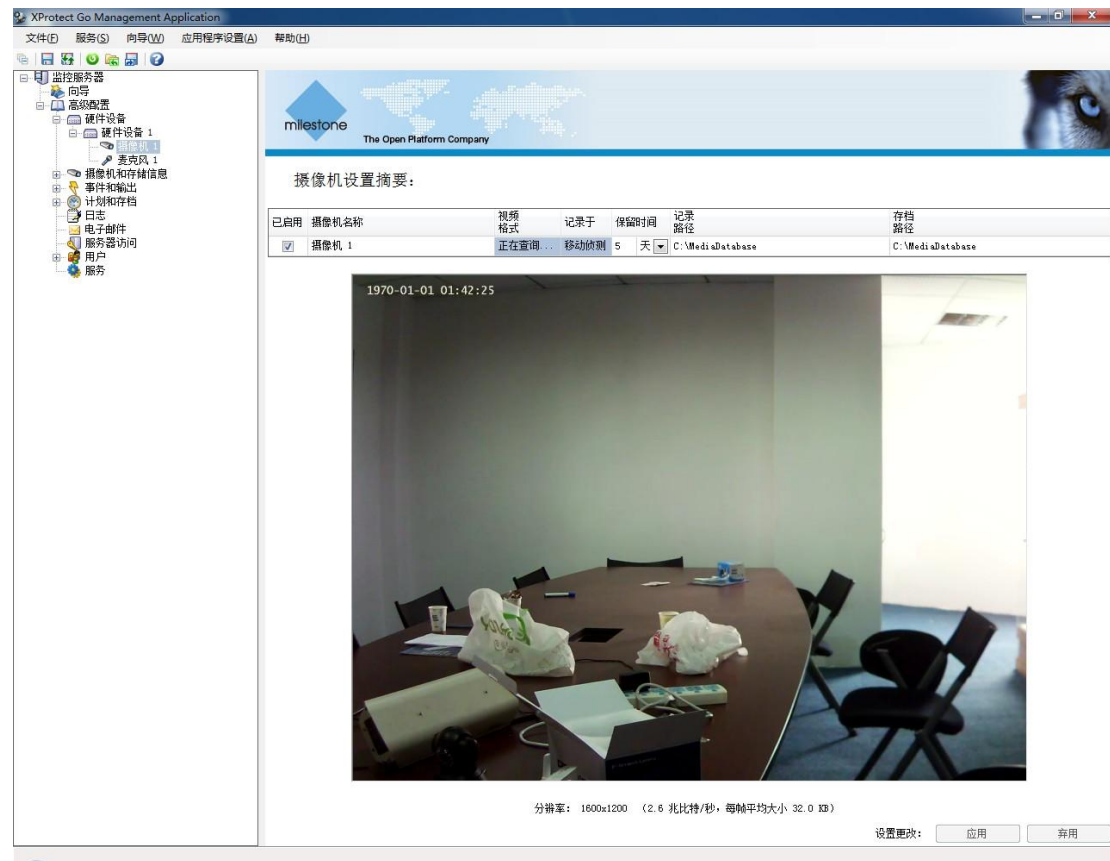 XProtect Go Management Application
文件(F) 服务(S) 向导(W) 应用程序设置(A) 帮助(H)
监控服务器
向导
高级配置
硬件设备
硬件设备 1
摄像机 1
麦克风 1
摄像机和存储信息
事件和输出
计划和存档
日志
电子邮件
服务器访问
用户
服务
milestone
The Open Platform Company
摄像机设置摘要:
已启用 摄像机名称 视频格式 记录于 保留时间 记录路径 存档路径
摄像机 1 正在查询... 移动侦测 5 天 C:\MediaDatabase C:\MediaDatabase
1970-01-01 01:42:25
分辨率: 1600x1200 (2.6 兆比特/秒, 每帧平均大小 32.0 KB)
设置更改: 应用 弃用